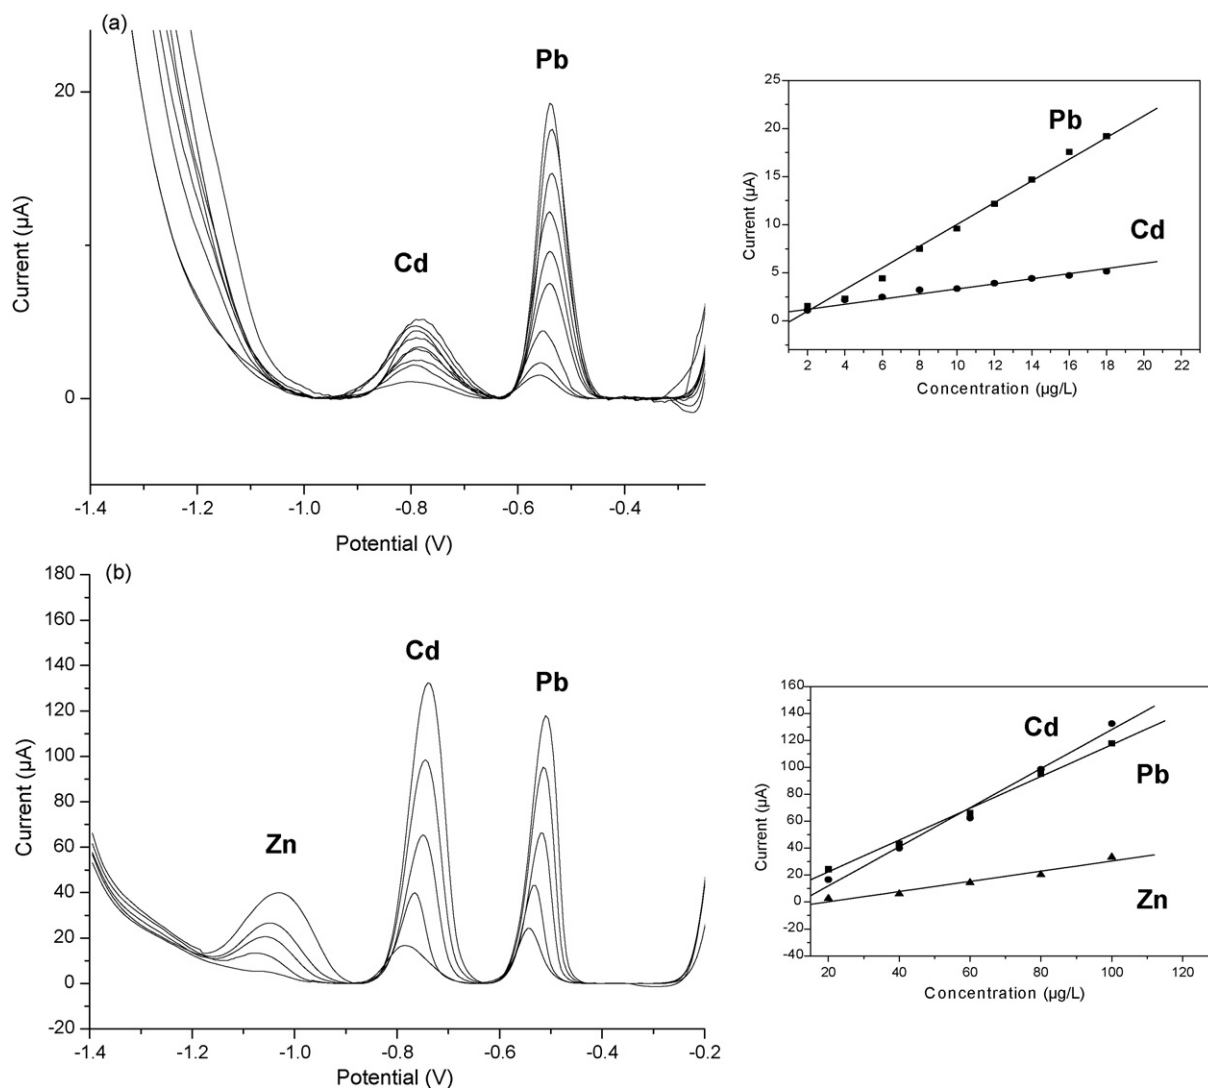 (a)
Pb
Cd
20
0
Current (µA)
-1.4 -1.2 -1.0 -0.8 -0.6 -0.4
Potential (V)
25
20
15
10
5
0
Current (µA)
Pb
Cd
2 4 6 8 10 12 14 16 18 20 22
Concentration (µg/L)
(b)
180
160
140
120
100
80
60
40
20
0
-20
Current (µA)
Zn
Cd
Pb
-1.4 -1.2 -1.0 -0.8 -0.6 -0.4 -0.2
Potential (V)
160
140
120
100
80
60
40
20
0
-20
-40
Current (µA)
Cd
Pb
Zn
20 40 60 80 100 120
Concentration (µg/L)